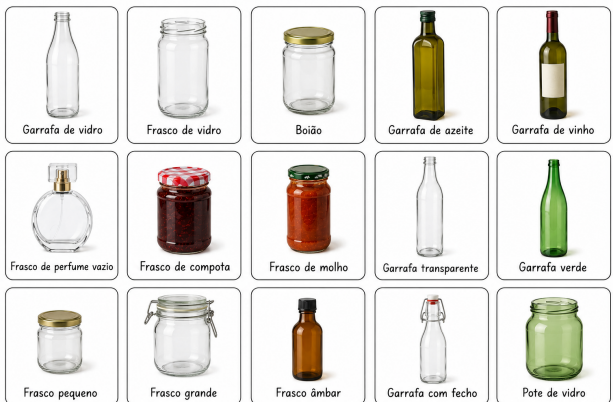 Garrafa de vidro
Frasco de vidro
Boião
Garrafa de azeite
Garrafa de vinho
Frasco de perfume vazio
Frasco de compota
Frasco de molho
Garrafa transparente
Garrafa verde
Frasco pequeno
Frasco grande
Frasco âmbar
Garrafa com fecho
Pote de vidro